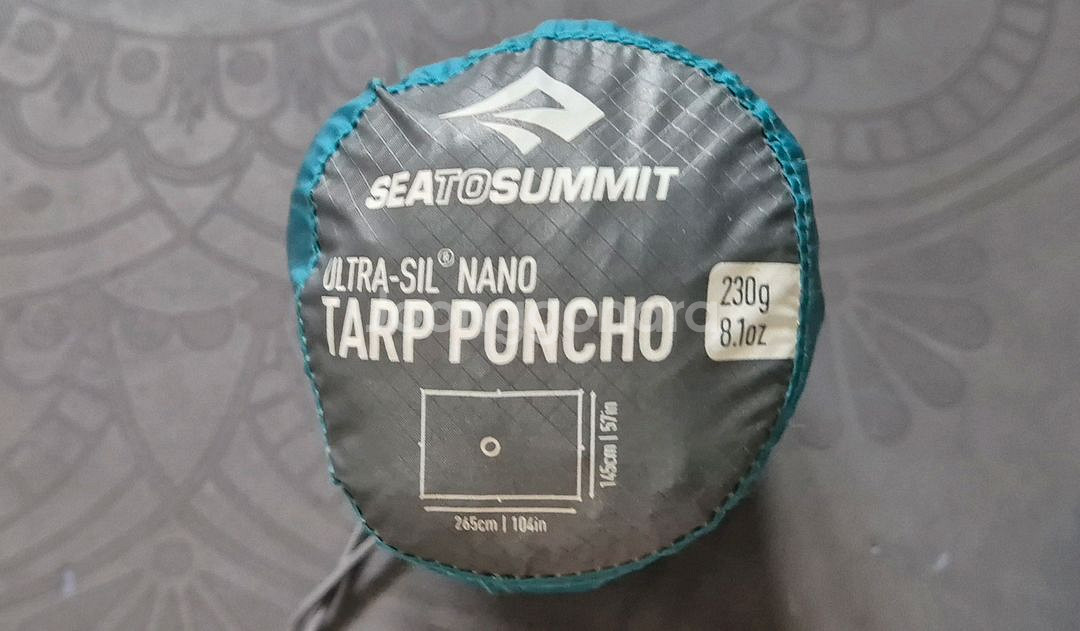 SEATOSUMMIT
ULTRA-SIL® NANO
TARP PONCHO
230g
8.1oz
145cm | 57in
265cm | 104in